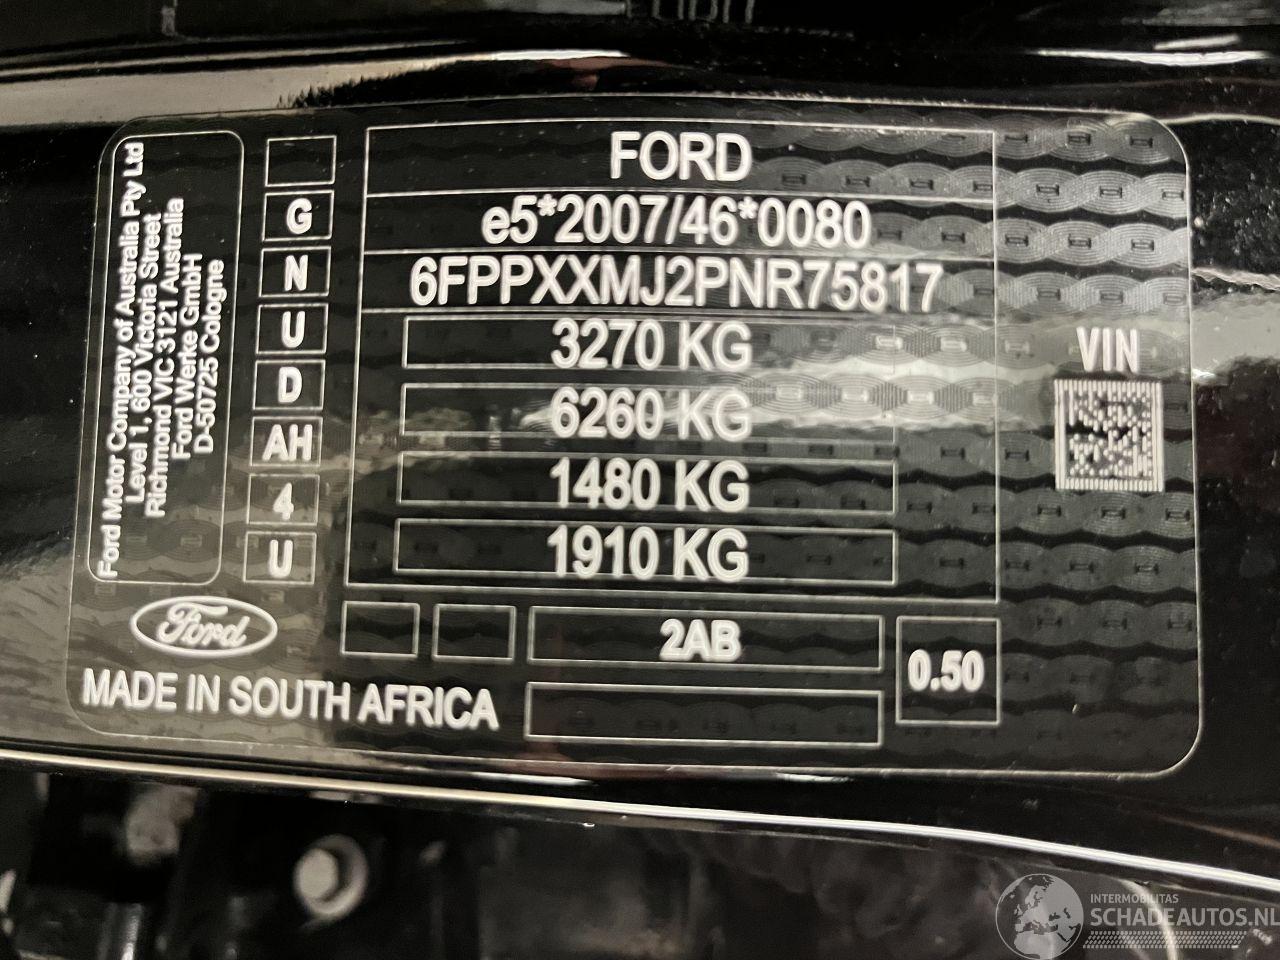 Ford Motor Company of Australia Pty Ltd
Level 1, 600 Victoria Street
Richmond VIC 3121 Australia
Ford Werke GmbH
D-50725 Cologne
G
N
U
D
AH
4
U
FORD
e5*2007/46*0080
6FPPXXMJ2PNR75817
3270 KG
6260 KG
1480 KG
1910 KG
VIN
Ford
2AB
0.50
MADE IN SOUTH AFRICA
INTERMOBILITAS
SCHADEAUTOS.NL